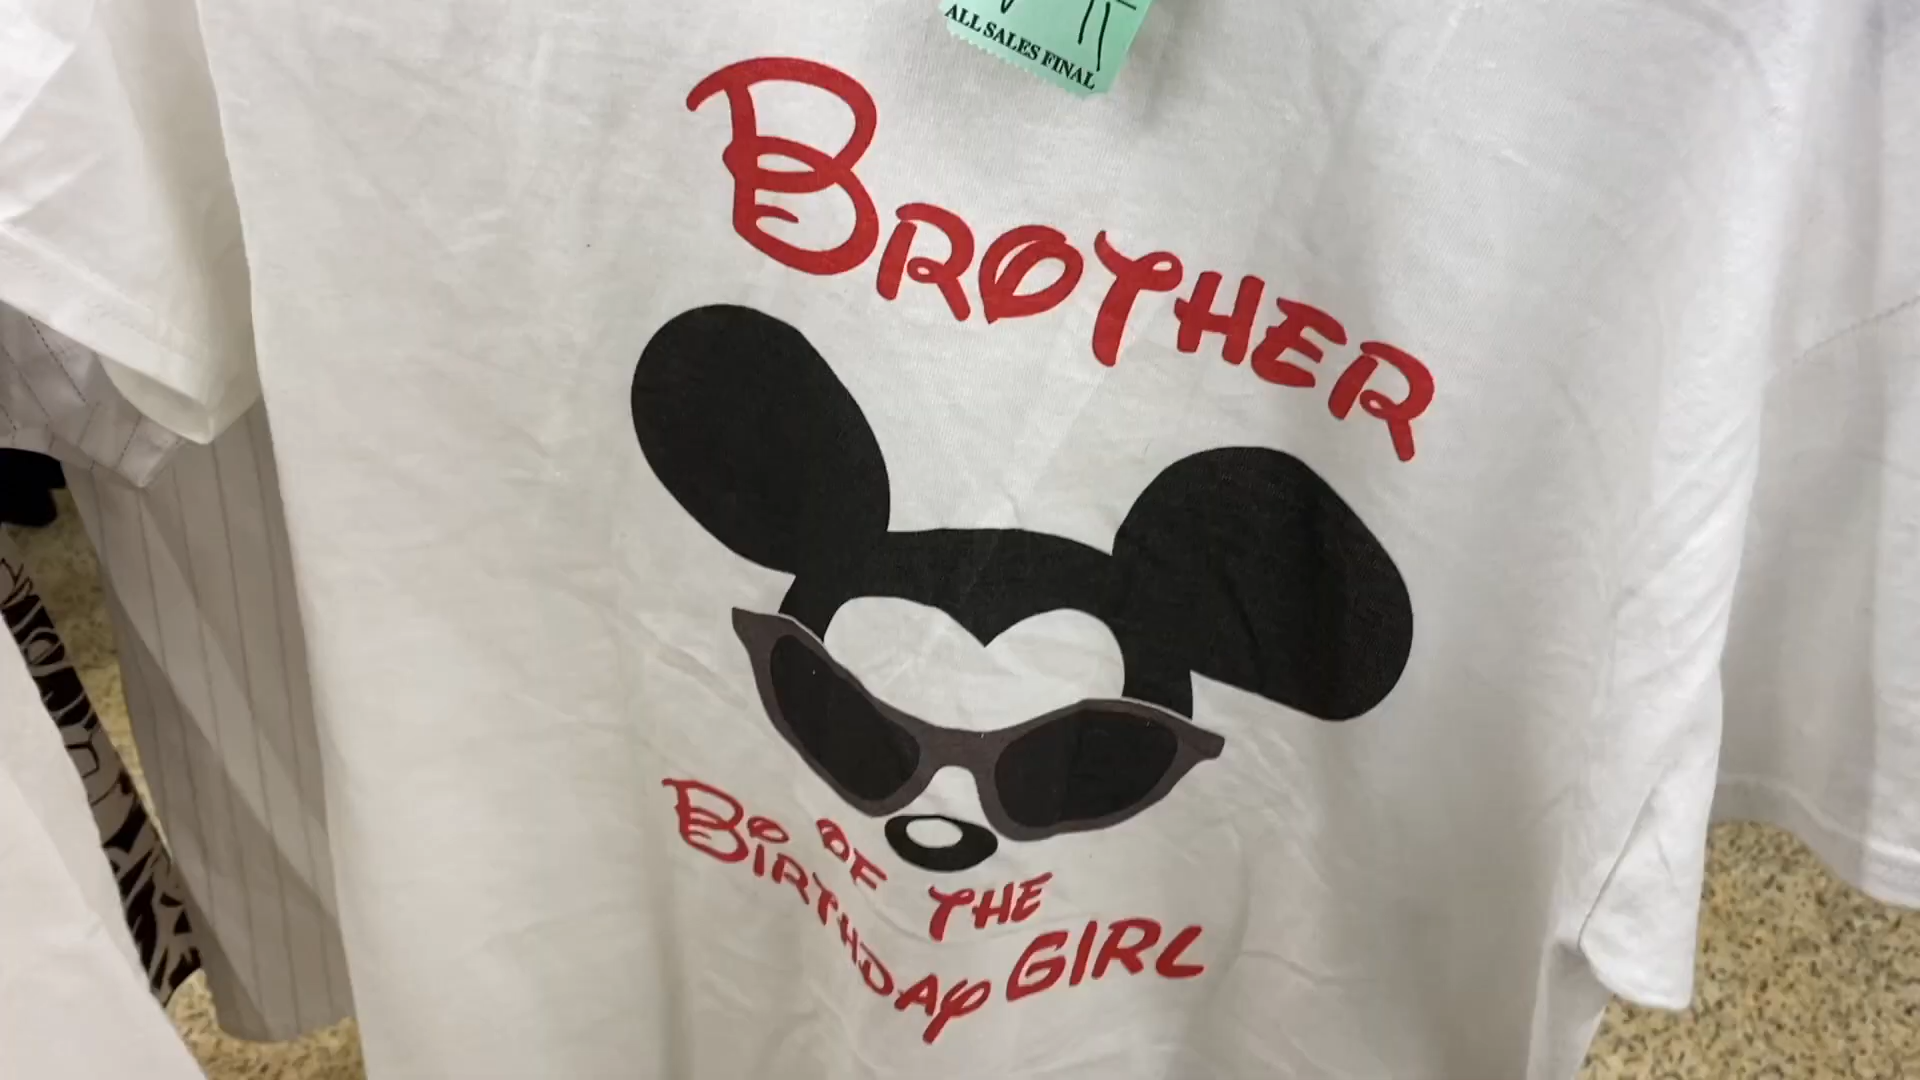 ALL SALES FINAL
BROTHER
OF THE
BIRTHDAY GIRL